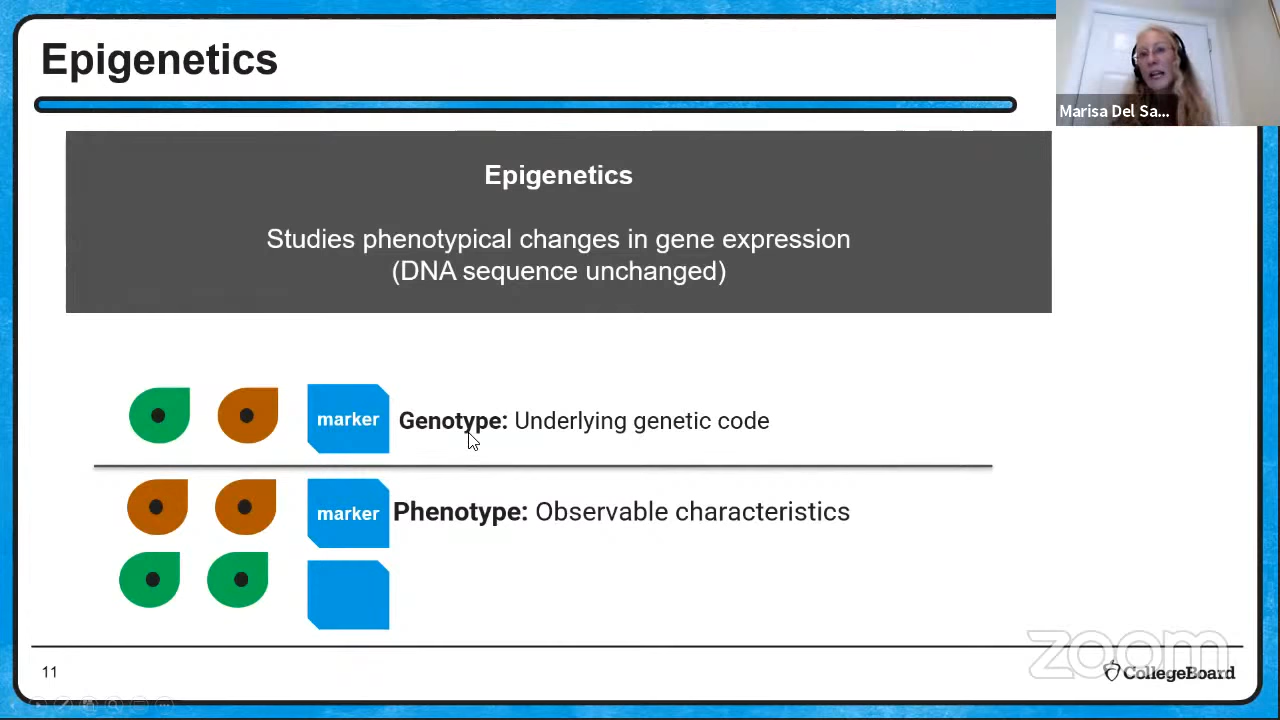 Epigenetics
Marisa Del Sa...
Epigenetics
Studies phenotypical changes in gene expression
(DNA sequence unchanged)
marker
Genotype: Underlying genetic code
marker
Phenotype: Observable characteristics
zoom
11
CollegeBoard